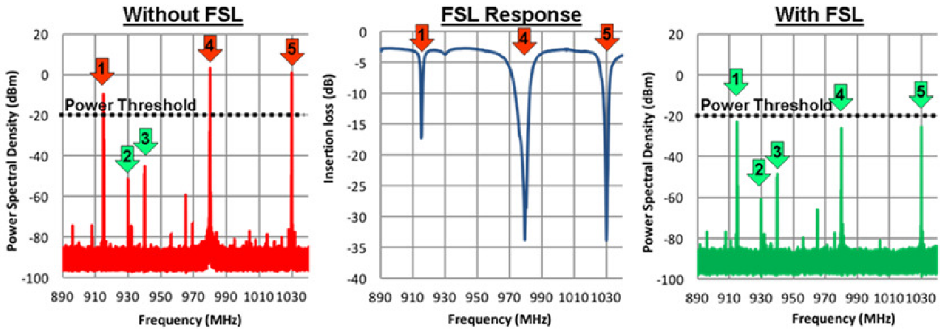 Without FSL
20
0
-20
-40
-60
-80
-100
Power Spectral Density (dBm)
Power Threshold
1
2
3
4
5
890 910 930 950 970 990 1010 1030
Frequency (MHz)
FSL Response
0
-5
-10
-15
-20
-25
-30
-35
-40
Insertion loss (dB)
1
4
5
890 910 930 950 970 990 1010 1030
Frequency (MHz)
With FSL
20
0
-20
-40
-60
-80
-100
Power Spectral Density (dBm)
Power Threshold
1
2
3
4
5
890 910 930 950 970 990 1010 1030
Frequency (MHz)